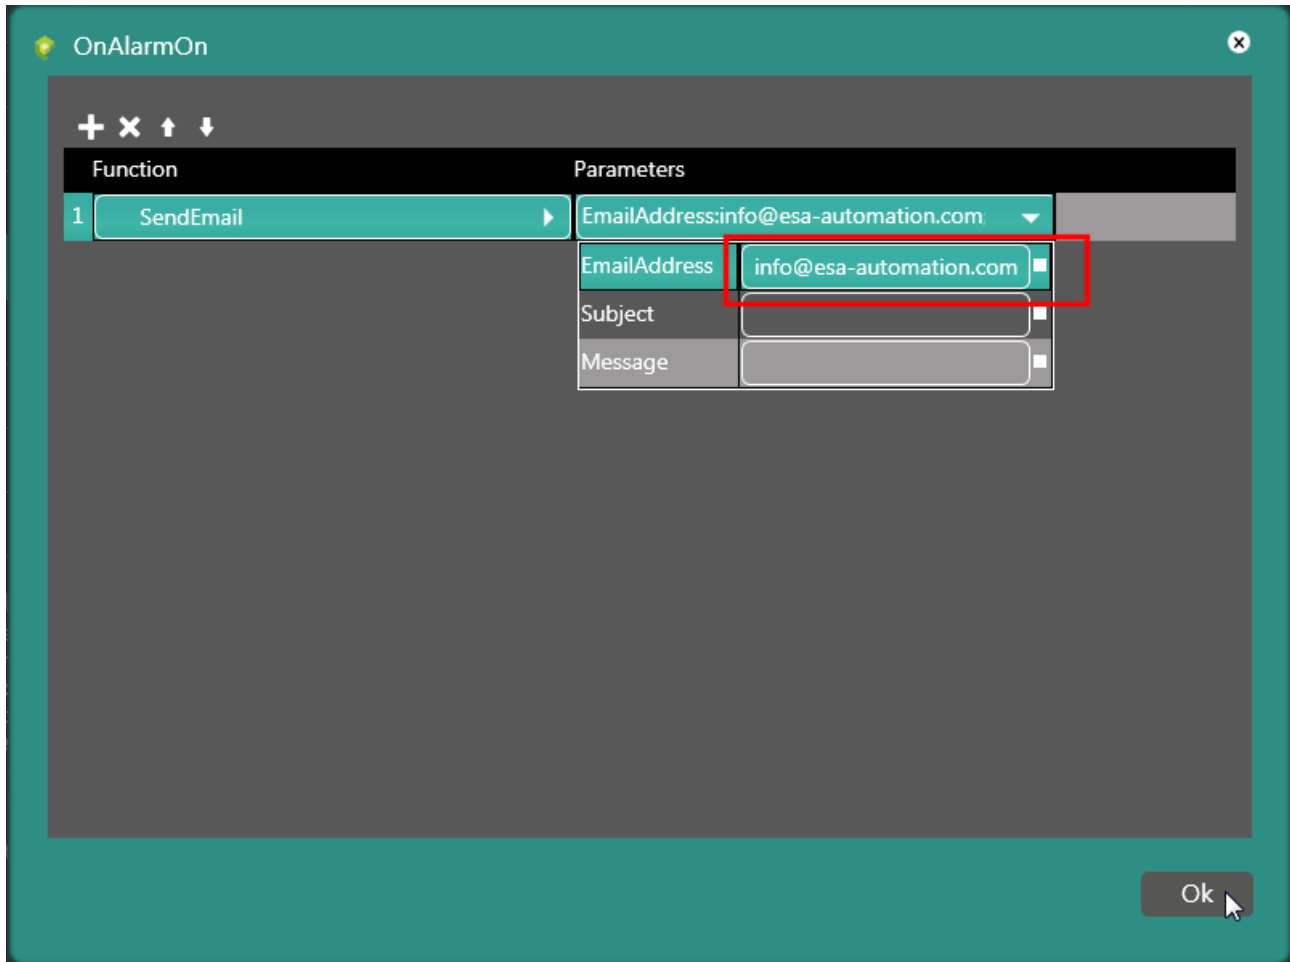 OnAlarmOn
Function Parameters
1 SendEmail EmailAddress:info@esa-automation.com;
EmailAddress info@esa-automation.com
Subject
Message
Ok